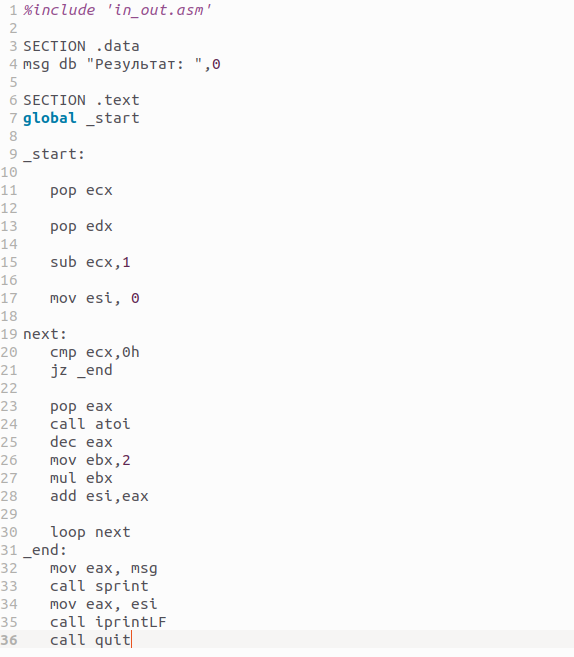 1 %include 'in_out.asm'
2
3 SECTION .data
4 msg db "Результат: ",0
5
6 SECTION .text
7 global _start
8
9 _start:
10
11    pop ecx
12
13    pop edx
14
15    sub ecx,1
16
17    mov esi, 0
18
19 next:
20    cmp ecx,0h
21    jz _end
22
23    pop eax
24    call atoi
25    dec eax
26    mov ebx,2
27    mul ebx
28    add esi,eax
29
30    loop next
31 _end:
32    mov eax, msg
33    call sprint
34    mov eax, esi
35    call iprintLF
36    call quit